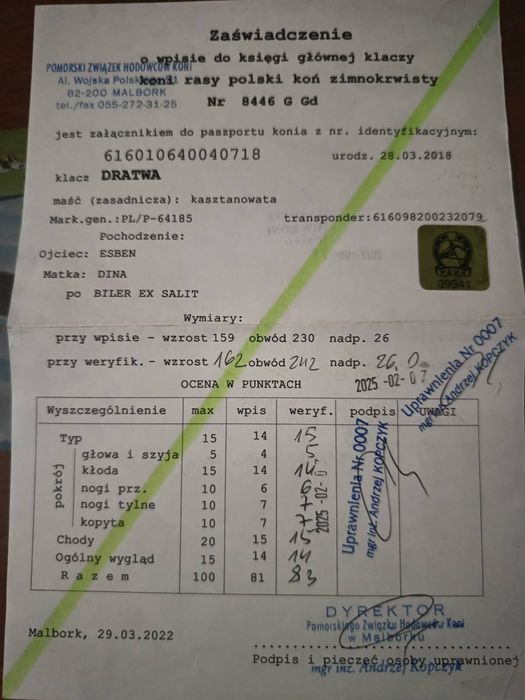 Zaświadczenie
o wpisie do księgi głównej klaczy
POMORSKI ZWIĄZEK HODOWCÓW KONI
koni rasy polski koń zimnokrwisty
Al. Wojska Polsk
82-200 MALBORK
tel./fax 055-272-31-25
Nr 8446 G Gd
jest załącznikiem do paszportu konia z nr. identyfikacyjnym:
616010640040718 urodz. 28.03.2018
klacz DRATWA
maść (zasadnicza): kasztanowata
Mark.gen.:PL/P-64185 transponder:616098200232079
Pochodzenie:
Ojciec: ESBEN
Matka: DINA
po BILER EX SALIT
09941
Wymiary:
przy wpisie - wzrost 159 obwód 230 nadp. 26
przy weryfik. - wzrost 162 obwód 242 nadp. 26.0
2025-02-07
OCENA W PUNKTACH
Uprawnienia Nr 0007
mgr inż. Andrzej KOPCZYK
Wyszczególnienie max wpis weryf. podpis UWAGI
Typ 15 14 15
pokrój
głowa i szyja 5 4 5
kłoda 15 14 14
nogi prz. 10 6 6
nogi tylne 10 7 7
kopyta 10 7 7
Chody 20 15 15
Ogólny wygląd 15 14 14
R a z e m 100 81 83
2025-02-0
Uprawnienia Nr 0007
mgr inż. Andrzej KOPCZYK
DYREKTOR
Pomorskiego Związku Hodowców Koni
w Malborku
Malbork, 29.03.2022
Podpis i pieczęć osoby uprawnionej
mgr inż. Andrzej Kopczyk